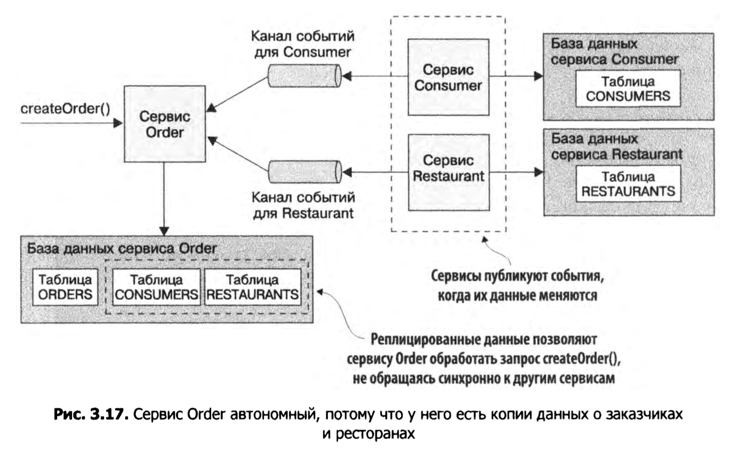 Канал событий
для Consumer
Сервис
Consumer
База данных
сервиса Consumer
Таблица
CONSUMERS
createOrder()
Сервис
Order
Канал событий
для Restaurant
Сервис
Restaurant
База данных
сервиса Restaurant
Таблица
RESTAURANTS
База данных сервиса Order
Таблица
ORDERS
Таблица
CONSUMERS
Таблица
RESTAURANTS
Сервисы публикуют события,
когда их данные меняются
Реплицированные данные позволяют
сервису Order обработать запрос createOrder(),
не обращаясь синхронно к другим сервисам
Рис. 3.17. Сервис Order автономный, потому что у него есть копии данных о заказчиках
и ресторанах